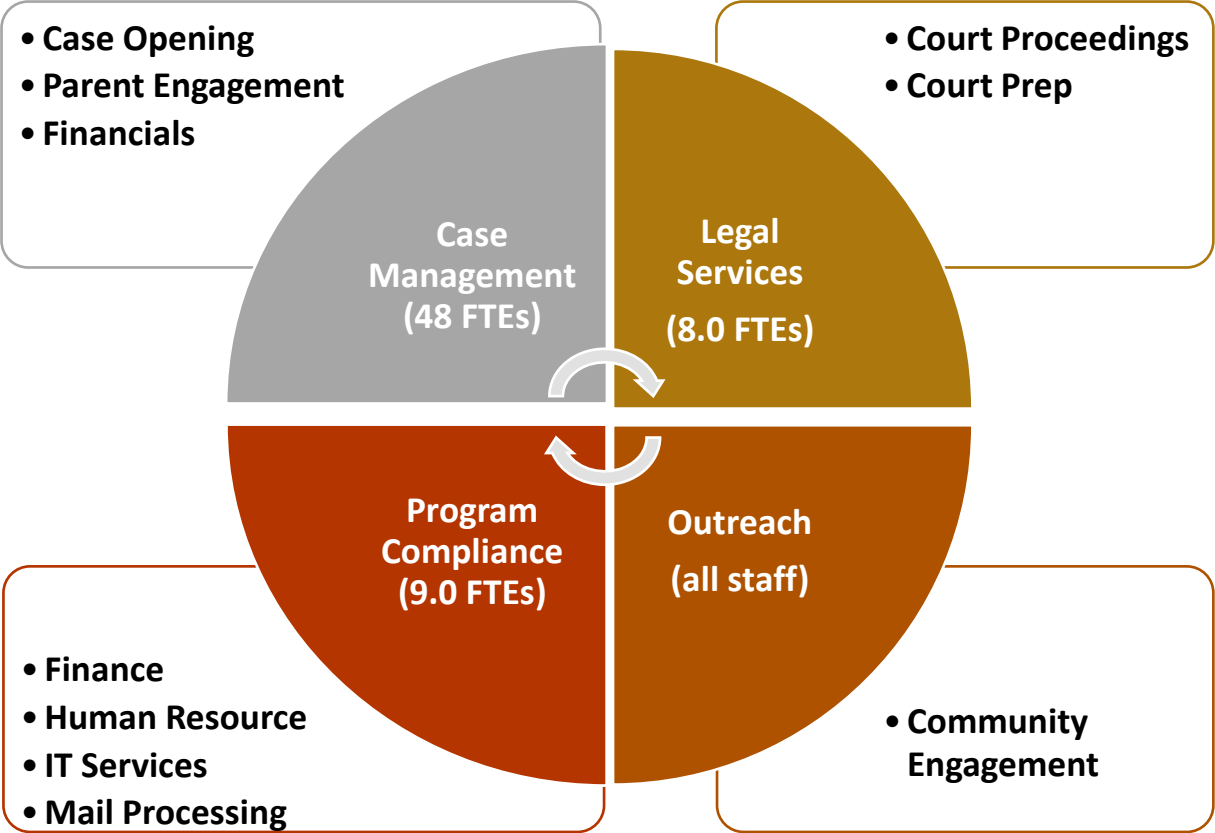 • Case Opening
• Parent Engagement
• Financials
• Court Proceedings
• Court Prep
Case
Management
(48 FTEs)
Legal
Services
(8.0 FTEs)
Program
Compliance
(9.0 FTEs)
Outreach
(all staff)
• Finance
• Human Resource
• IT Services
• Mail Processing
• Community
Engagement